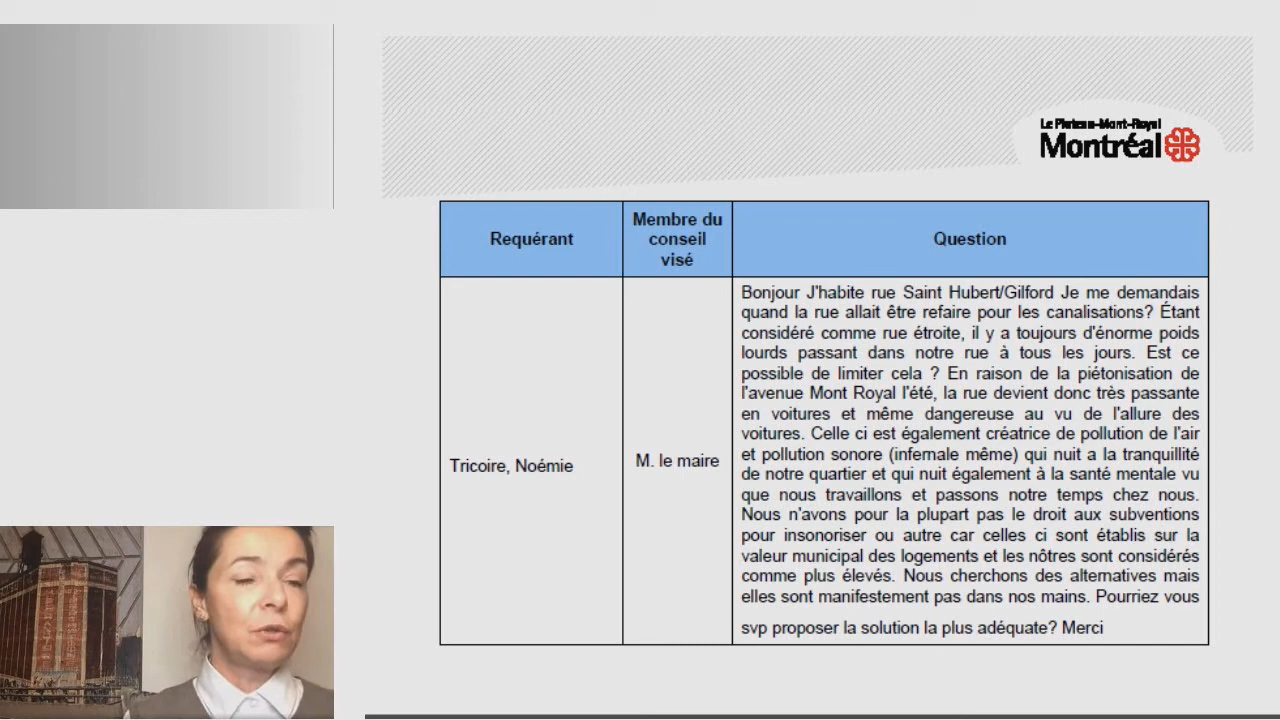 Le Plateau-Mont-Royal
Montréal
Requérant
Membre du
conseil
visé
Question
Tricoire, Noémie
M. le maire
Bonjour J'habite rue Saint Hubert/Gilford Je me demandais
quand la rue allait être refaire pour les canalisations? Étant
considéré comme rue étroite, il y a toujours d'énorme poids
lourds passant dans notre rue à tous les jours. Est ce
possible de limiter cela ? En raison de la piétonisation de
l'avenue Mont Royal l'été, la rue devient donc très passante
en voitures et même dangereuse au vu de l'allure des
voitures. Celle ci est également créatrice de pollution de l'air
et pollution sonore (infernale même) qui nuit a la tranquillité
de notre quartier et qui nuit également à la santé mentale vu
que nous travaillons et passons notre temps chez nous.
Nous n'avons pour la plupart pas le droit aux subventions
pour insonoriser ou autre car celles ci sont établis sur la
valeur municipal des logements et les nôtres sont considérés
comme plus élevés. Nous cherchons des alternatives mais
elles sont manifestement pas dans nos mains. Pourriez vous
svp proposer la solution la plus adéquate? Merci